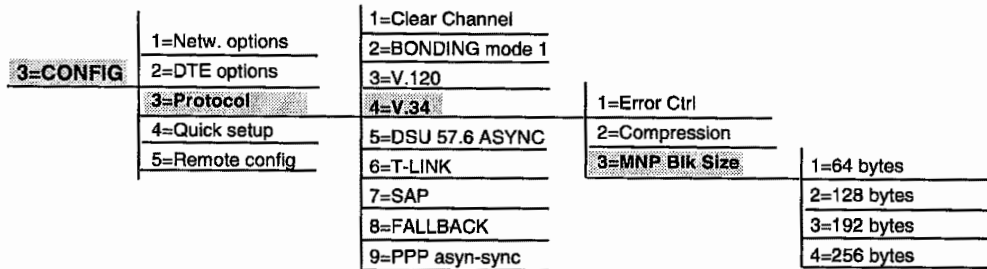 3=CONFIG
1=Netw. options
2=DTE options
3=Protocol
4=Quick setup
5=Remote config
1=Clear Channel
2=BONDING mode 1
3=V.120
4=V.34
5=DSU 57.6 ASYNC
6=T-LINK
7=SAP
8=FALLBACK
9=PPP asyn-sync
1=Error Ctrl
2=Compression
3=MNP Blk Size
1=64 bytes
2=128 bytes
3=192 bytes
4=256 bytes